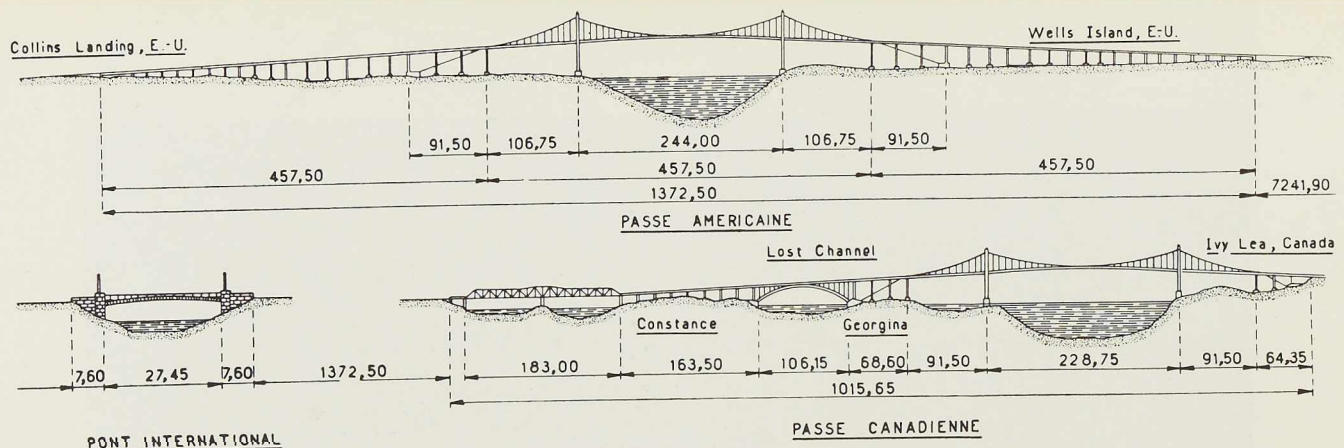 Collins Landing, E.-U.
Wells Island, E-U.
91,50 106,75 244,00 106,75 91,50
457,50 457,50 457,50
1372,50 7241,90
PASSE AMERICAINE
Lost Channel
Ivy Lea, Canada
Constance Georgina
7,60 27,45 7,60 1372,50 183,00 163,50 106,15 68,60 91,50 228,75 91,50 64,35
1015,65
PONT INTERNATIONAL
PASSE CANADIENNE